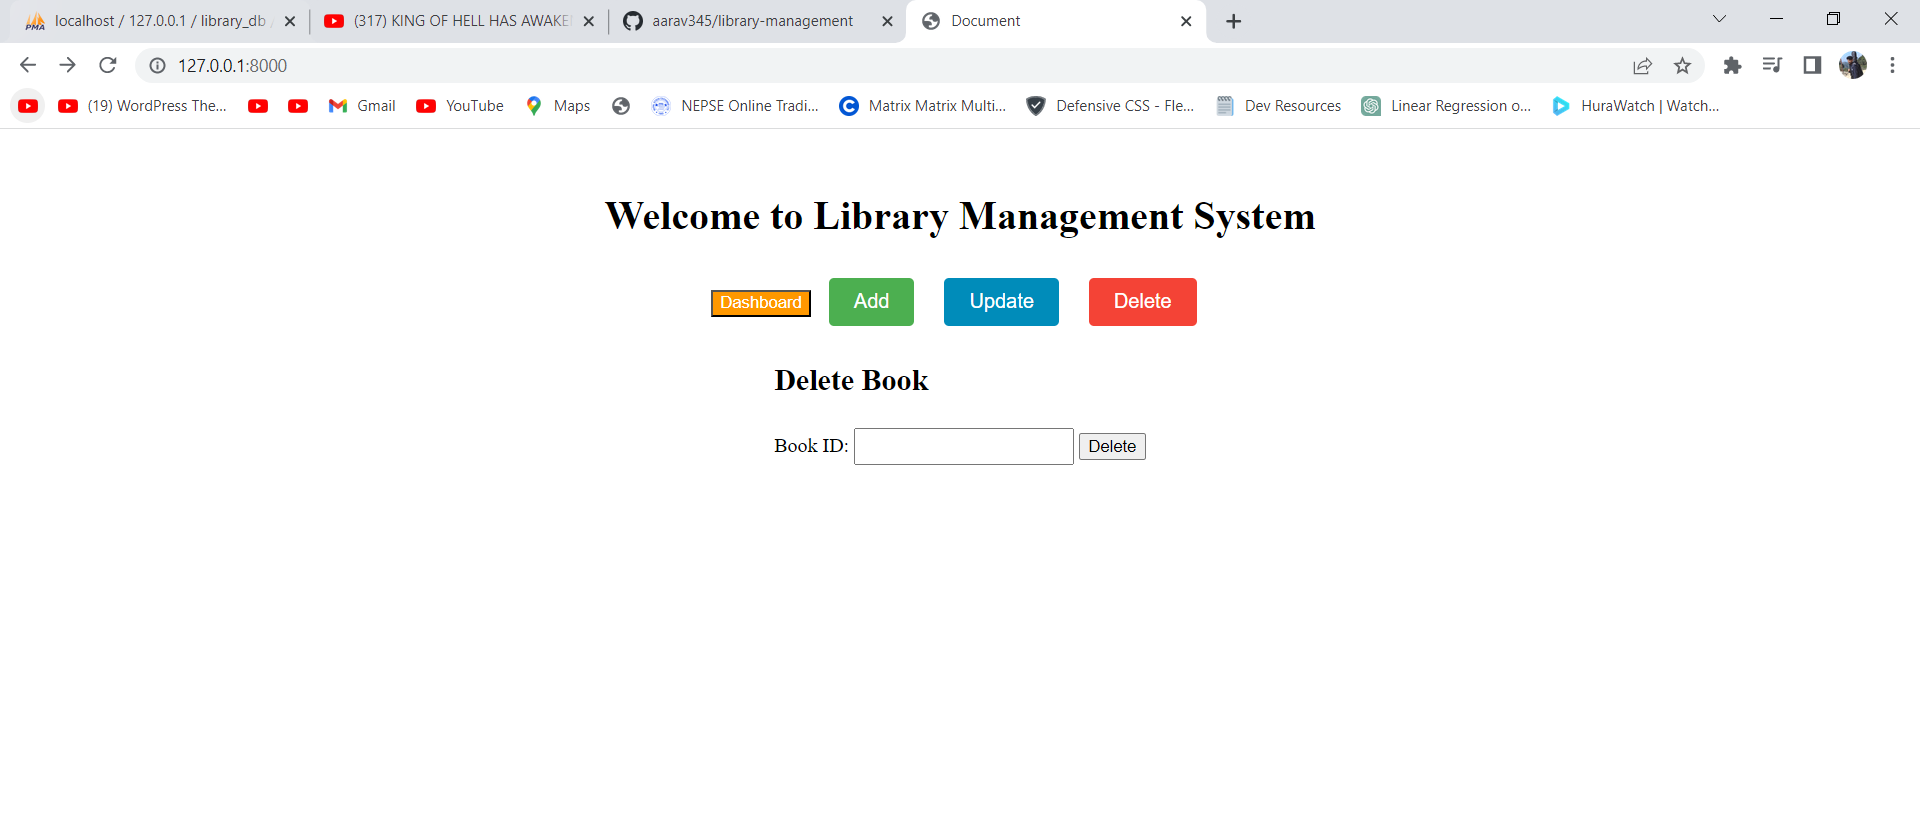 PMA localhost / 127.0.0.1 / library_db (317) KING OF HELL HAS AWAKE aarav345/library-management Document
127.0.0.1:8000
(19) WordPress The... Gmail YouTube Maps NEPSE Online Tradi... Matrix Matrix Multi... Defensive CSS - Fle... Dev Resources Linear Regression o... HuraWatch | Watch...
Welcome to Library Management System
Dashboard Add Update Delete
Delete Book
Book ID: Delete